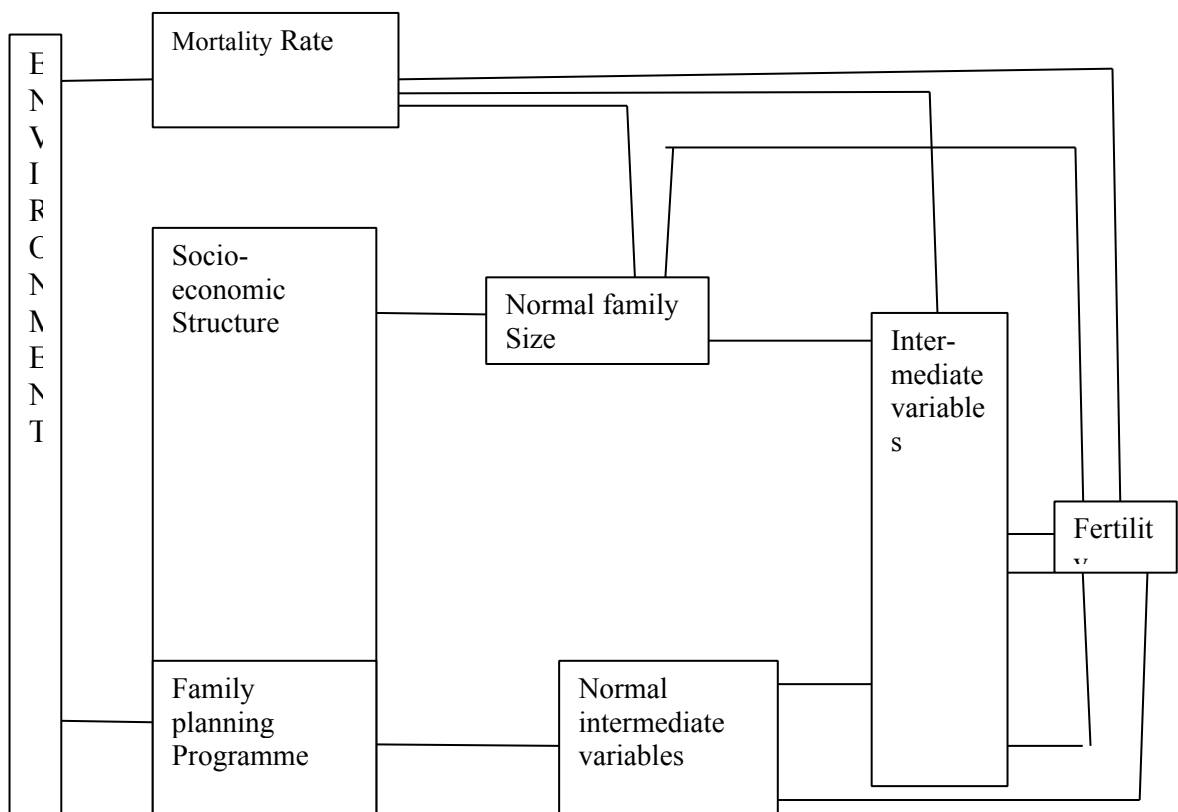 E
N
V
I
R
O
N
M
E
N
T
Mortality Rate
Socio-
economic
Structure
Normal family
Size
Inter-
mediate
variable
s
Fertilit
y
Family
planning
Programme
Normal
intermediate
variables